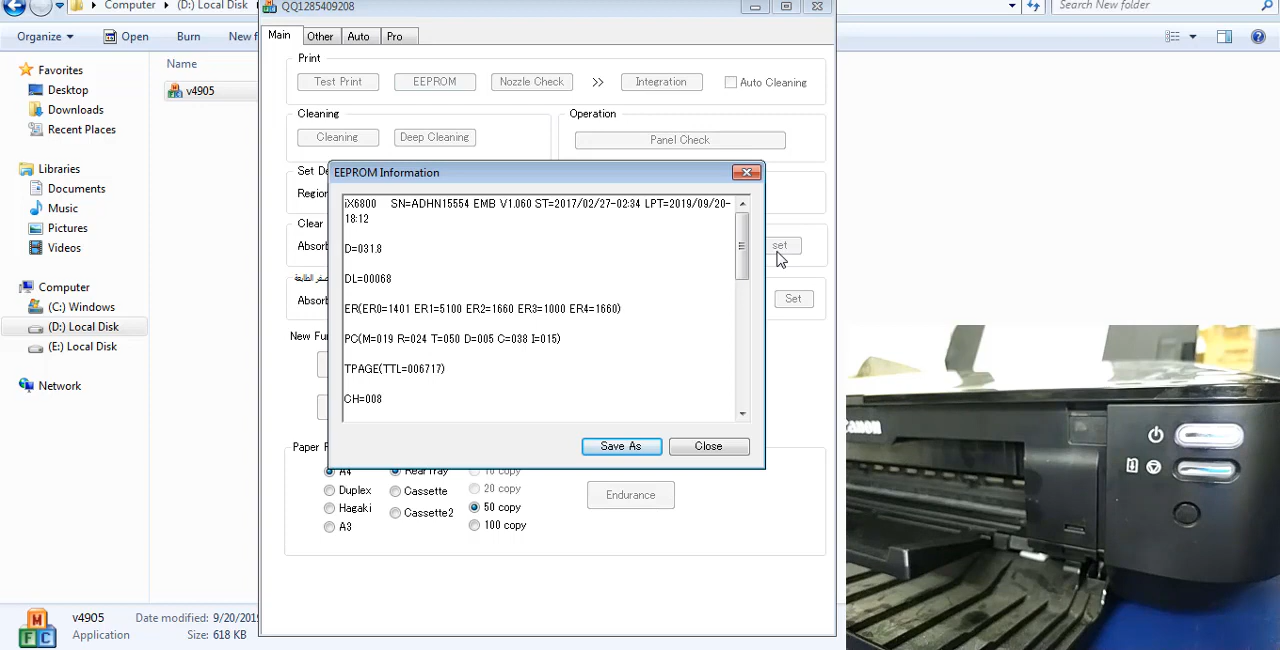 Computer ▸ (D:) Local Disk
Search New folder
QQ1285409208
Organize ▾ Open Burn New f
Main Other Auto Pro
Print
Test Print EEPROM Nozzle Check >> Integration Auto Cleaning
Cleaning
Cleaning Deep Cleaning
Operation
Panel Check
Set De
Region
Clear
Absorb
set
Absorb
Set
New Fu
Name
v4905
Favorites
Desktop
Downloads
Recent Places
Libraries
Documents
Music
Pictures
Videos
Computer
(C:) Windows
(D:) Local Disk
(E:) Local Disk
Network
EEPROM Information
iX6800 SN=ADHN15554 EMB V1.060 ST=2017/02/27-02:34 LPT=2019/09/20-
18:12
D=031.8
DL=00068
ER(ER0=1401 ER1=5100 ER2=1660 ER3=1000 ER4=1660)
PC(M=019 R=024 T=050 D=005 C=038 I=015)
TPAGE(TTL=006717)
CH=008
Save As Close
Paper F
A4 RearTray 10 copy
Duplex Cassette 20 copy
Hagaki Cassette2 50 copy
A3 100 copy
Endurance
v4905 Date modified: 9/20/201
Application Size: 618 KB
MFC